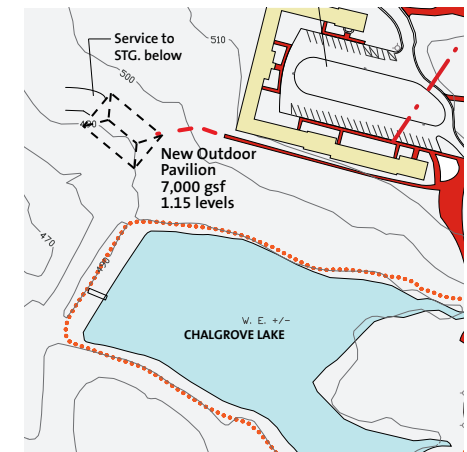 Service to
STG. below
510
500
490
New Outdoor
Pavilion
7,000 gsf
1.15 levels
470
490
W. E. +/-
CHALGROVE LAKE